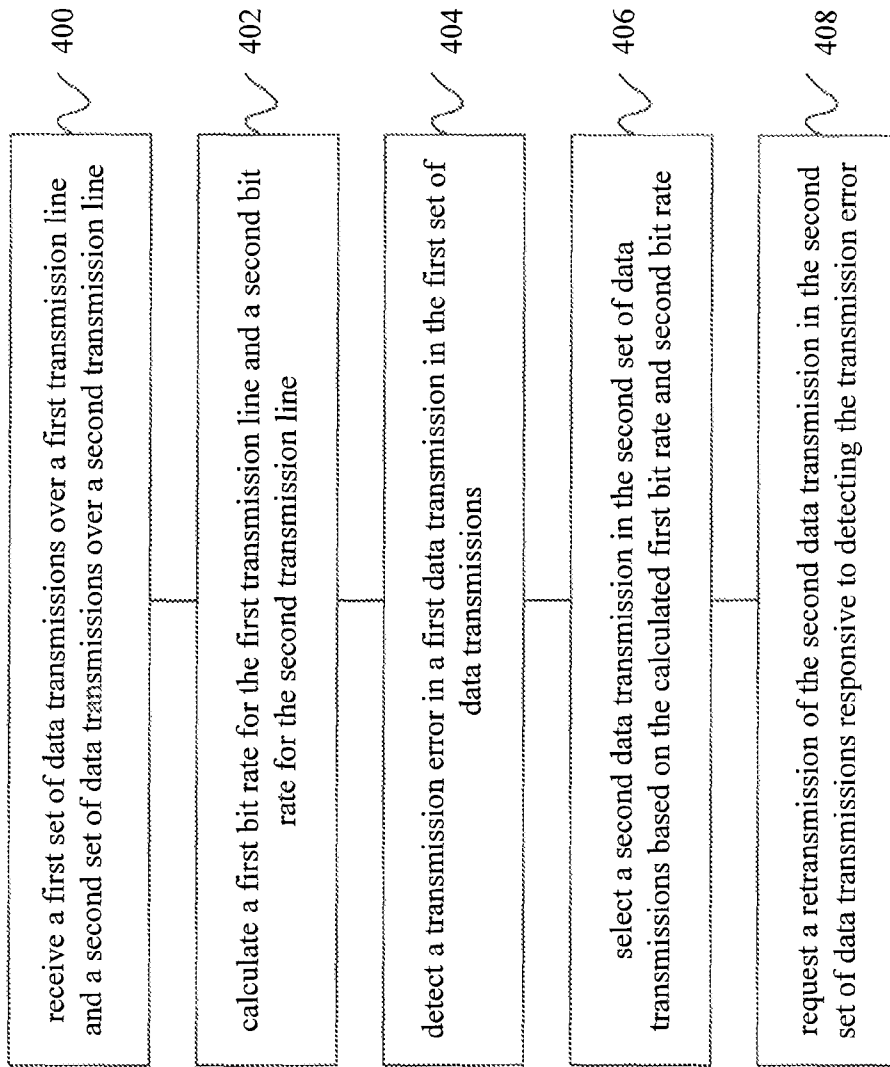 receive a first set of data transmissions over a first transmission line
and a second set of data transmissions over a second transmission line
400
calculate a first bit rate for the first transmission line and a second bit
rate for the second transmission line
402
detect a transmission error in a first data transmission in the first set of
data transmissions
404
select a second data transmission in the second set of data
transmissions based on the calculated first bit rate and second bit rate
406
request a retransmission of the second data transmission in the second
set of data transmissions responsive to detecting the transmission error
408